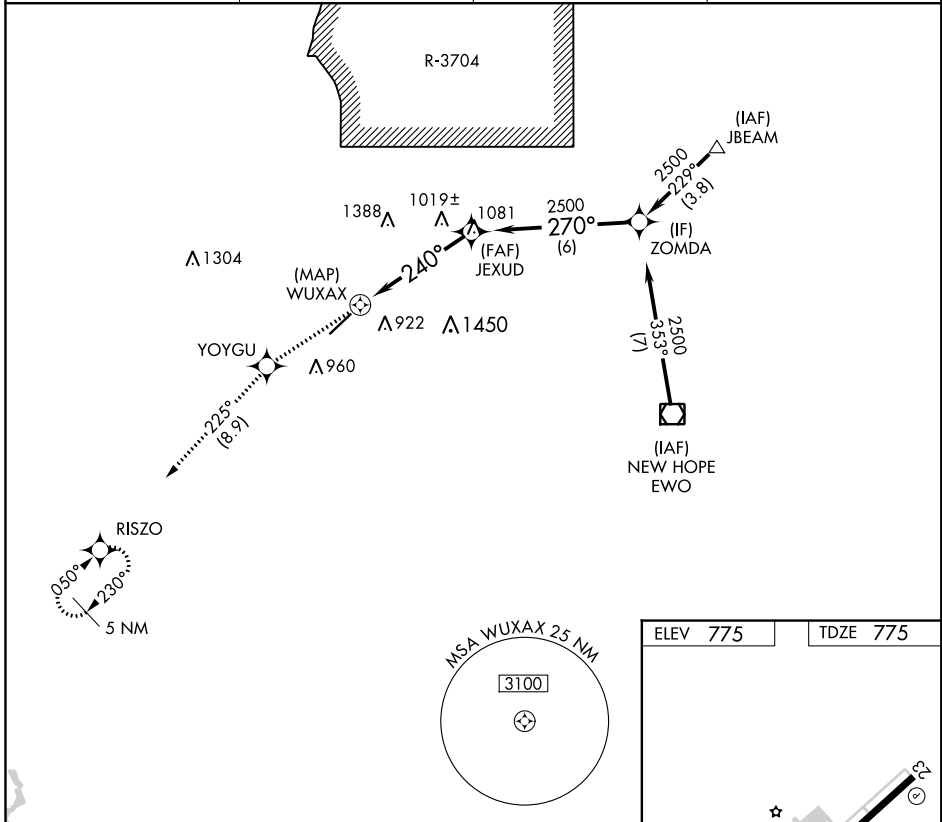 R-3704
(IAF)
JBEAM
2500
229°
(3.8)
1388
1019±
1081
2500
270°
(6)
(IF)
ZOMDA
(FAF)
JEXUD
240°
1304
(MAP)
WUXAX
922
1450
YOYGU
960
2500
353°
(7)
225°
(8.9)
(IAF)
NEW HOPE
EWO
RISZO
050°
230°
5 NM
MSA WUXAX 25 NM
3100
ELEV 775
TDZE 775
23
P